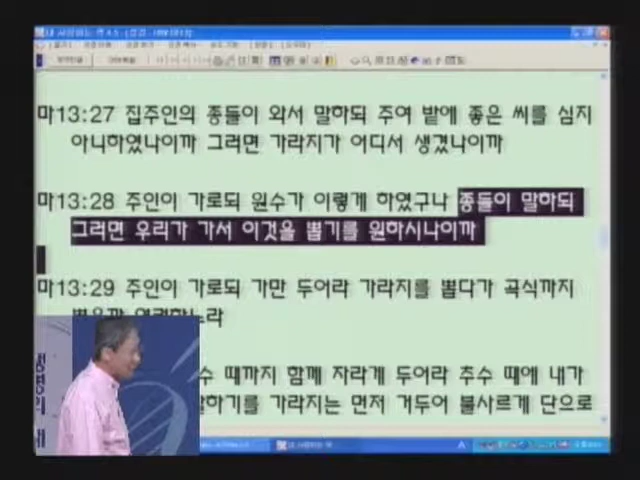 마13:27 집주인의 종들이 와서 말하되 주여 밭에 좋은 씨를 심지
아니하였나이까 그러면 가라지가 어디서 생겼나이까
마13:28 주인이 가로되 원수가 이렇게 하였구나 종들이 말하되
그러면 우리가 가서 이것을 뽑기를 원하시나이까
마13:29 주인이 가로되 가만 두어라 가라지를 뽑다가 곡식까지
때까지 함께 자라게 두어라 추수 때에 내가
가라지는 먼저 거두어 불사르게 단으로